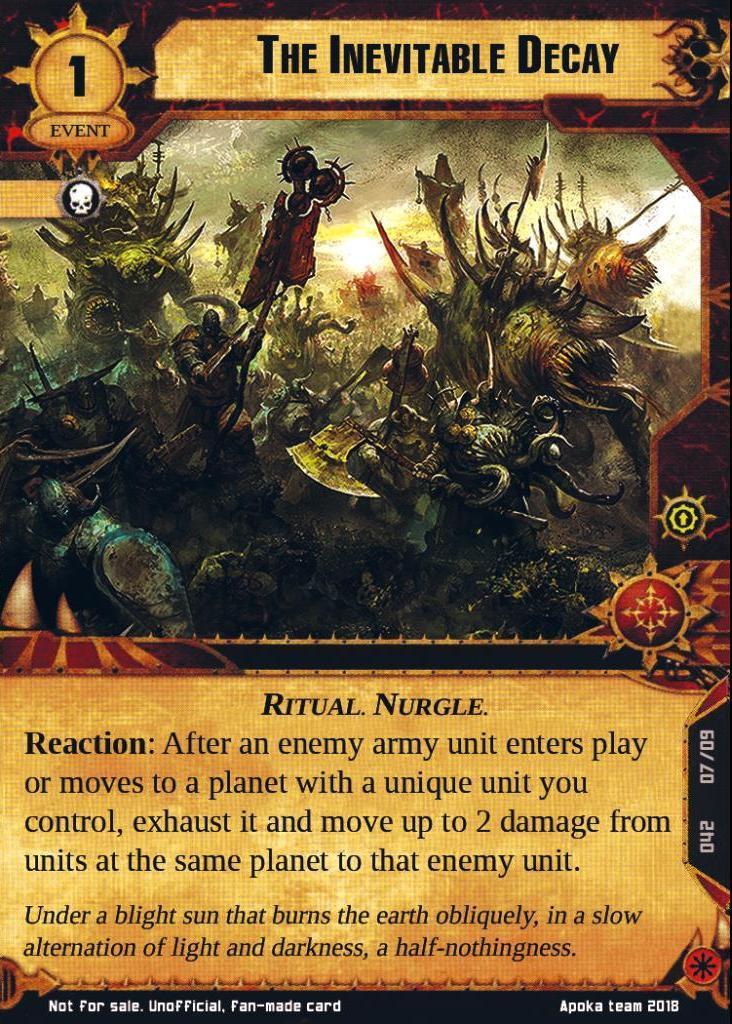 The Inevitable Decay
1
EVENT
Ritual. Nurgle.
Reaction: After an enemy army unit enters play
or moves to a planet with a unique unit you
control, exhaust it and move up to 2 damage from
units at the same planet to that enemy unit.
Under a blight sun that burns the earth obliquely, in a slow
alternation of light and darkness, a half-nothingness.
07/09
042
Not for sale. Unofficial, fan-made card
Apoka team 2018